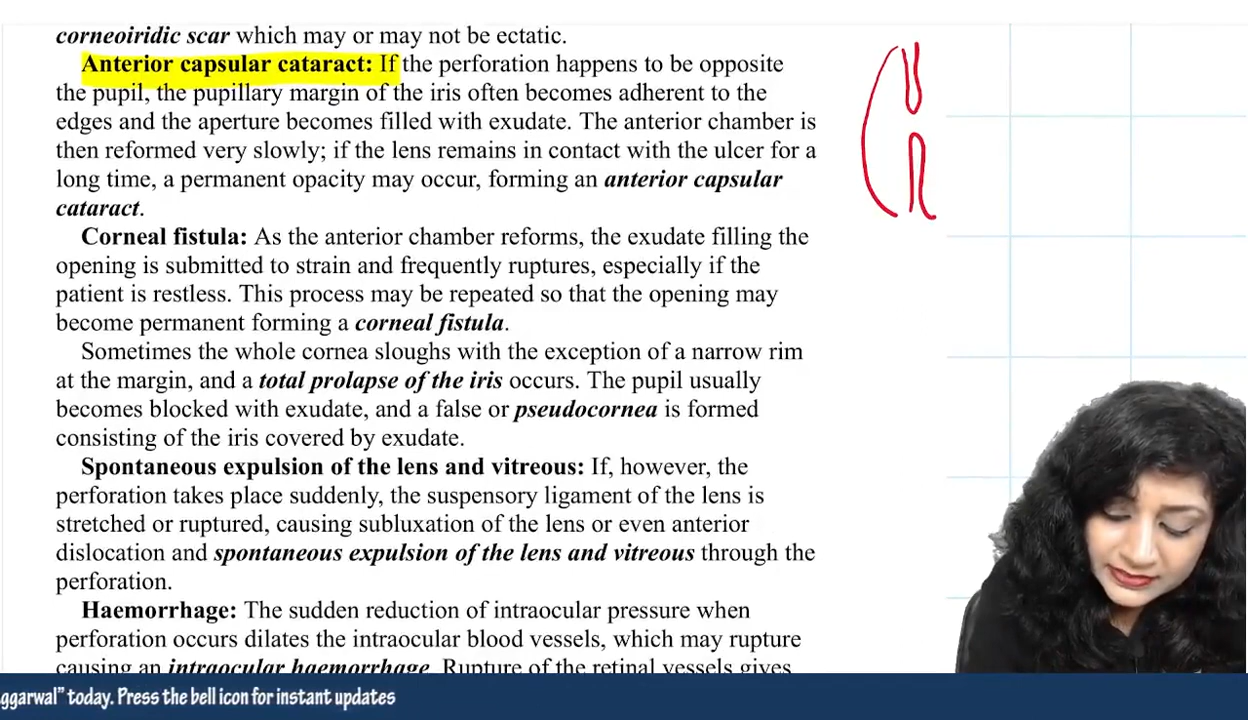 corneoiridic scar which may or may not be ectatic.
Anterior capsular cataract: If the perforation happens to be opposite
the pupil, the pupillary margin of the iris often becomes adherent to the
edges and the aperture becomes filled with exudate. The anterior chamber is
then reformed very slowly; if the lens remains in contact with the ulcer for a
long time, a permanent opacity may occur, forming an anterior capsular
cataract.
Corneal fistula: As the anterior chamber reforms, the exudate filling the
opening is submitted to strain and frequently ruptures, especially if the
patient is restless. This process may be repeated so that the opening may
become permanent forming a corneal fistula.
Sometimes the whole cornea sloughs with the exception of a narrow rim
at the margin, and a total prolapse of the iris occurs. The pupil usually
becomes blocked with exudate, and a false or pseudocornea is formed
consisting of the iris covered by exudate.
Spontaneous expulsion of the lens and vitreous: If, however, the
perforation takes place suddenly, the suspensory ligament of the lens is
stretched or ruptured, causing subluxation of the lens or even anterior
dislocation and spontaneous expulsion of the lens and vitreous through the
perforation.
Haemorrhage: The sudden reduction of intraocular pressure when
perforation occurs dilates the intraocular blood vessels, which may rupture
causing an intraocular haemorrhage. Rupture of the retinal vessels gives
ggarwal" today. Press the bell icon for instant updates